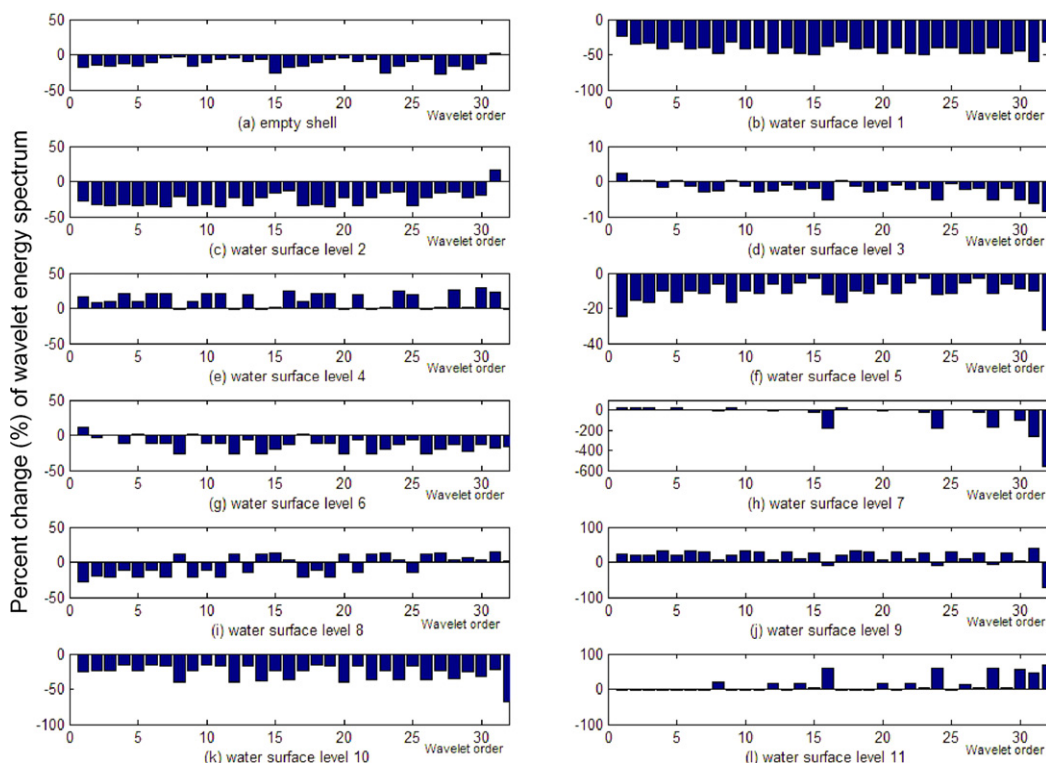 Percent change (%) of wavelet energy spectrum
50
0
-50
0 5 10 15 20 25 30
Wavelet order
(a) empty shell
0
-50
-100
0 5 10 15 20 25 30
Wavelet order
(b) water surface level 1
50
0
-50
0 5 10 15 20 25 30
Wavelet order
(c) water surface level 2
10
0
-10
0 5 10 15 20 25 30
Wavelet order
(d) water surface level 3
50
0
-50
0 5 10 15 20 25 30
Wavelet order
(e) water surface level 4
0
-20
-40
0 5 10 15 20 25 30
Wavelet order
(f) water surface level 5
50
0
-50
0 5 10 15 20 25 30
Wavelet order
(g) water surface level 6
0
-200
-400
-600
0 5 10 15 20 25 30
Wavelet order
(h) water surface level 7
50
0
-50
0 5 10 15 20 25 30
Wavelet order
(i) water surface level 8
100
0
-100
0 5 10 15 20 25 30
Wavelet order
(j) water surface level 9
0
-50
-100
0 5 10 15 20 25 30
Wavelet order
(k) water surface level 10
100
0
-100
0 5 10 15 20 25 30
Wavelet order
(l) water surface level 11